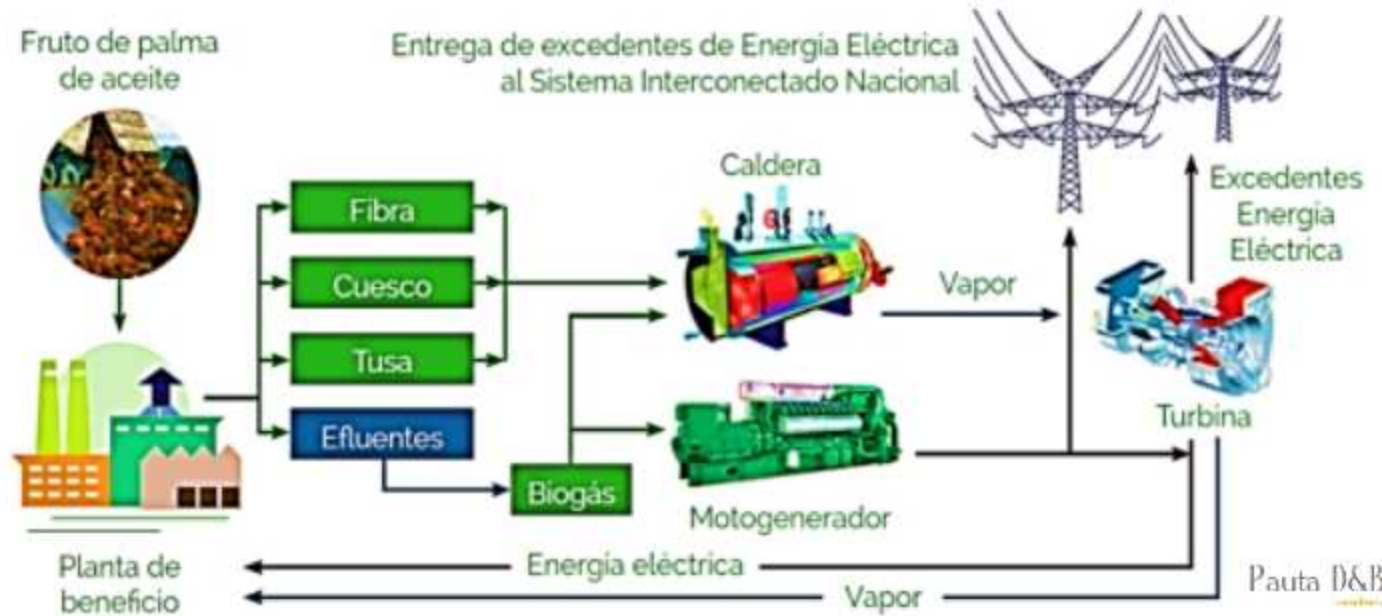 Fruto de palma
de aceite
Entrega de excedentes de Energía Eléctrica
al Sistema Interconectado Nacional
Fibra
Cuesco
Tusa
Efluentes
Biogás
Caldera
Vapor
Motogenerador
Excedentes
Energía
Eléctrica
Turbina
Planta de
beneficio
Energía eléctrica
Vapor
Pauta D&B